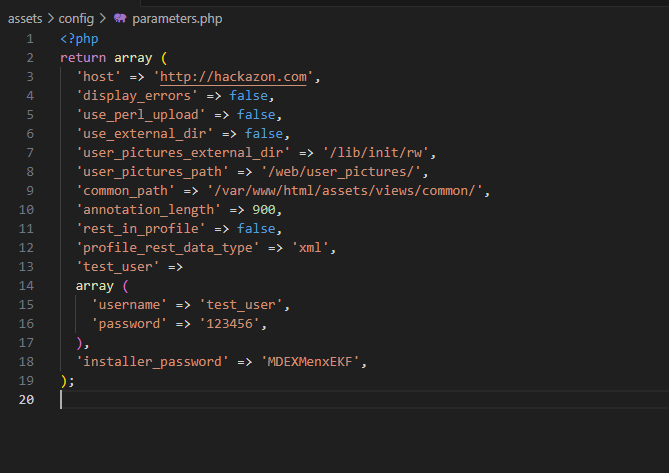 assets > config > parameters.php
1 <?php
2 return array (
3 'host' => 'http://hackazon.com',
4 'display_errors' => false,
5 'use_perl_upload' => false,
6 'use_external_dir' => false,
7 'user_pictures_external_dir' => '/lib/init/rw',
8 'user_pictures_path' => '/web/user_pictures/',
9 'common_path' => '/var/www/html/assets/views/common/',
10 'annotation_length' => 900,
11 'rest_in_profile' => false,
12 'profile_rest_data_type' => 'xml',
13 'test_user' =>
14 array (
15 'username' => 'test_user',
16 'password' => '123456',
17 ),
18 'installer_password' => 'MDEXMenxEKF',
19 );
20